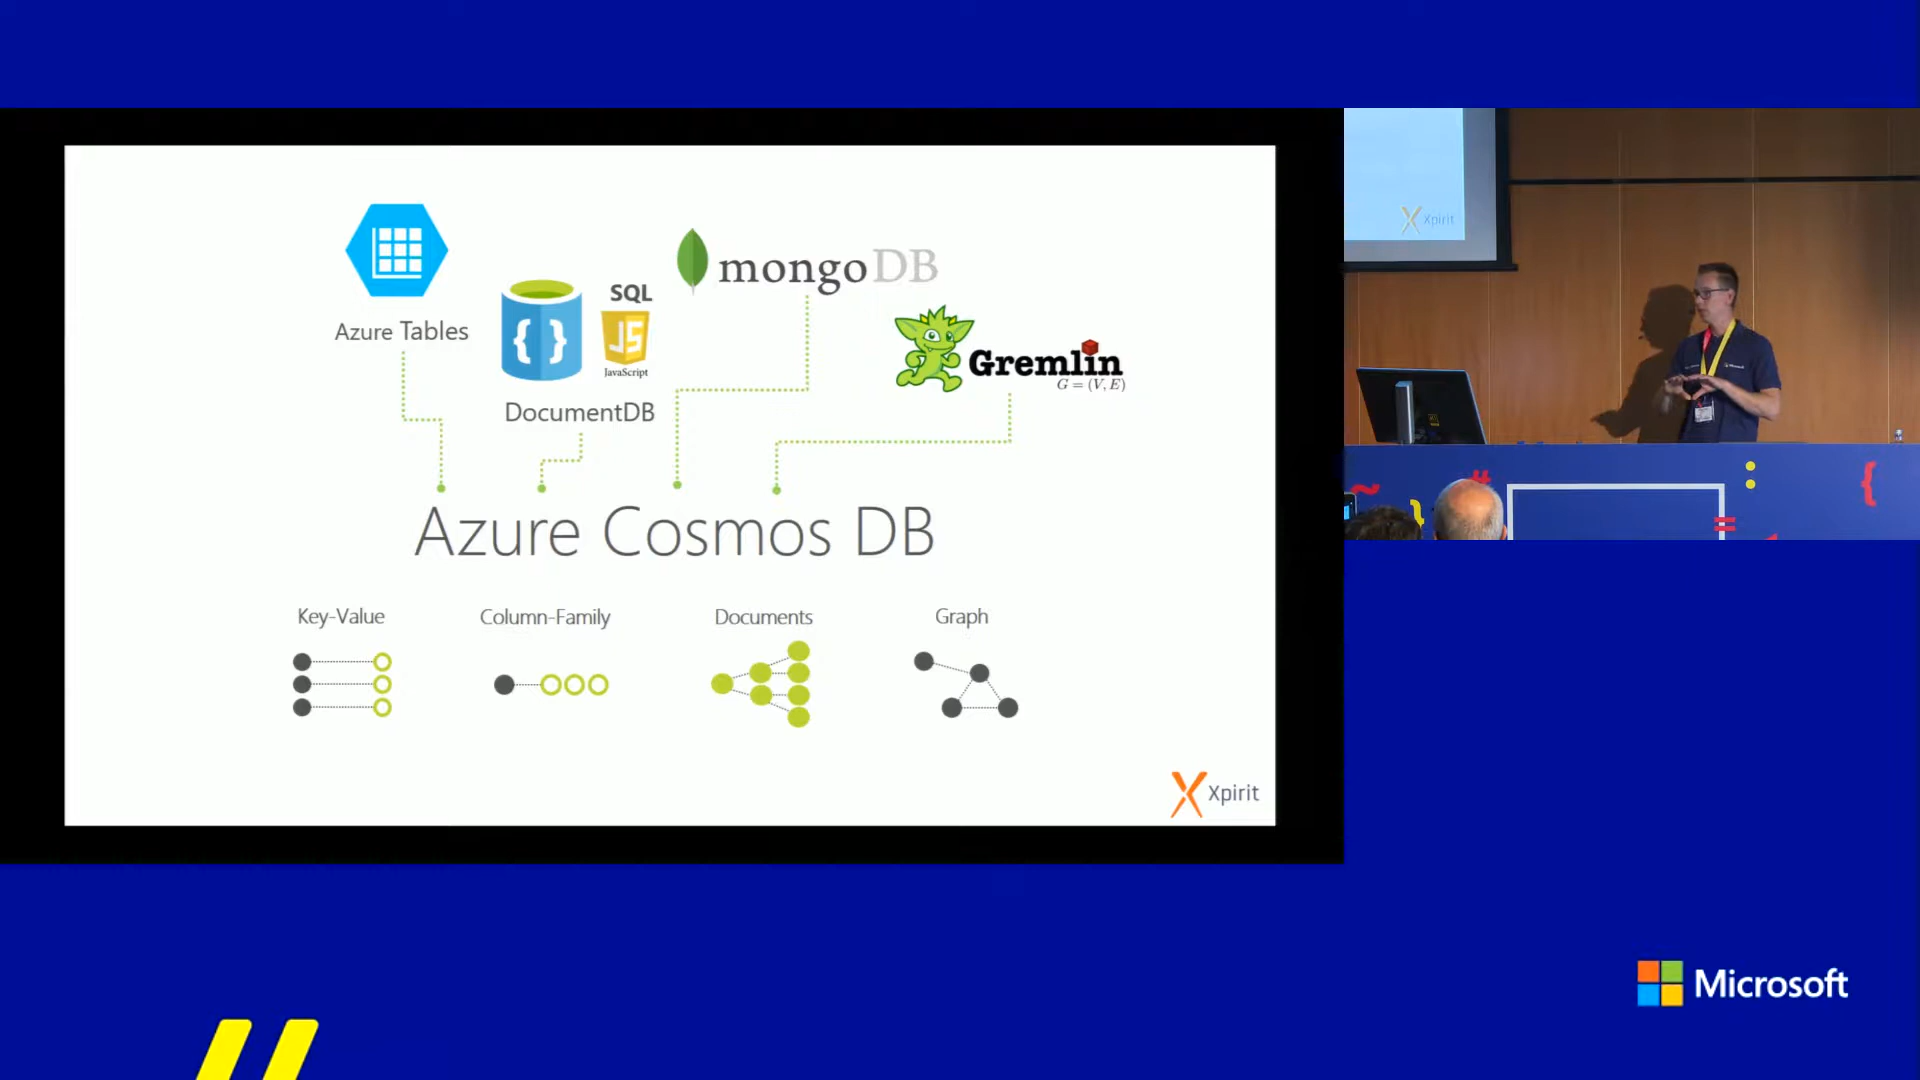 Azure Tables
SQL
JS
JavaScript
DocumentDB
mongoDB
Gremlin
G = (V, E)
Azure Cosmos DB
Key-Value
Column-Family
Documents
Graph
Xpirit
Xpirit
Microsoft